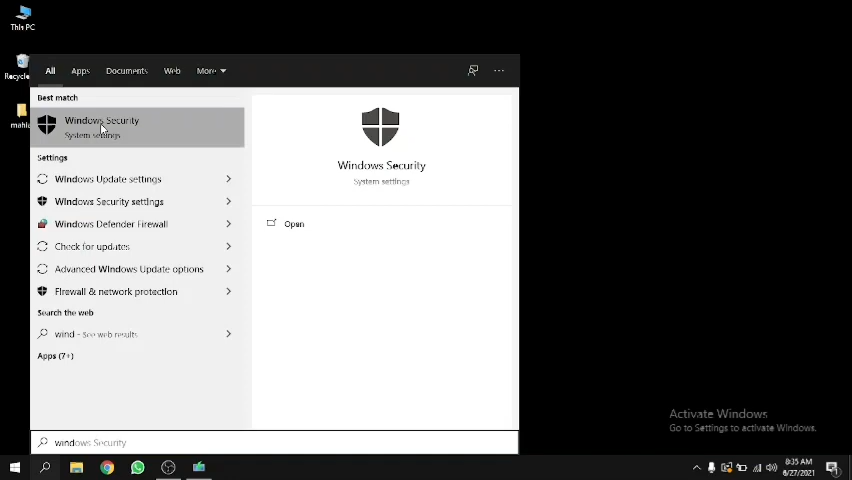 This PC
All Apps Documents Web More
Recycle
Best match
Windows Security
System settings
mahla
Settings
Windows Update settings
Windows Security settings
Windows Defender Firewall
Check for updates
Advanced Windows Update options
Firewall & network protection
Search the web
wind - See web results
Apps (7+)
Windows Security
System settings
Open
Activate Windows
Go to Settings to activate Windows.
windows Security
8:35 AM
6/27/2021
1